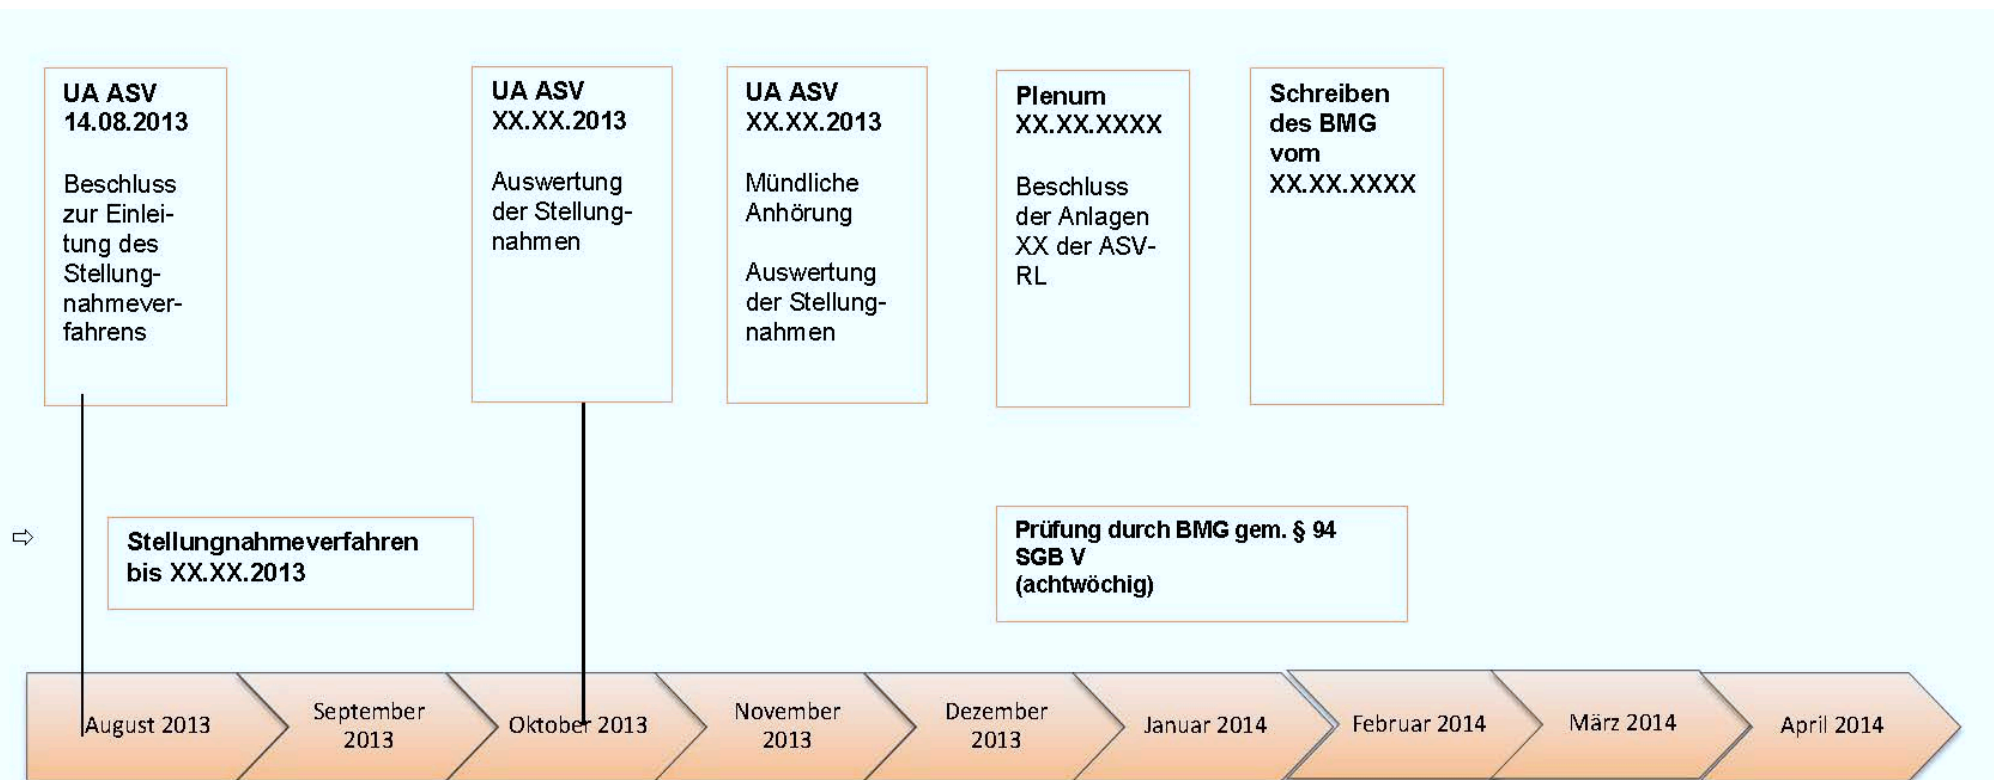 UA ASV
14.08.2013
Beschluss
zur Einlei-
tung des
Stellung-
nahmever-
fahrens
UA ASV
XX.XX.2013
Auswertung
der Stellung-
nahmen
UA ASV
XX.XX.2013
Mündliche
Anhörung
Auswertung
der Stellung-
nahmen
Plenum
XX.XX.XXXX
Beschluss
der Anlagen
XX der ASV-
RL
Schreiben
des BMG
vom
XX.XX.XXXX
⇨
Stellungnahmeverfahren
bis XX.XX.2013
Prüfung durch BMG gem. § 94
SGB V
(achtwöchig)
August 2013
September
2013
Oktober 2013
November
2013
Dezember
2013
Januar 2014
Februar 2014
März 2014
April 2014